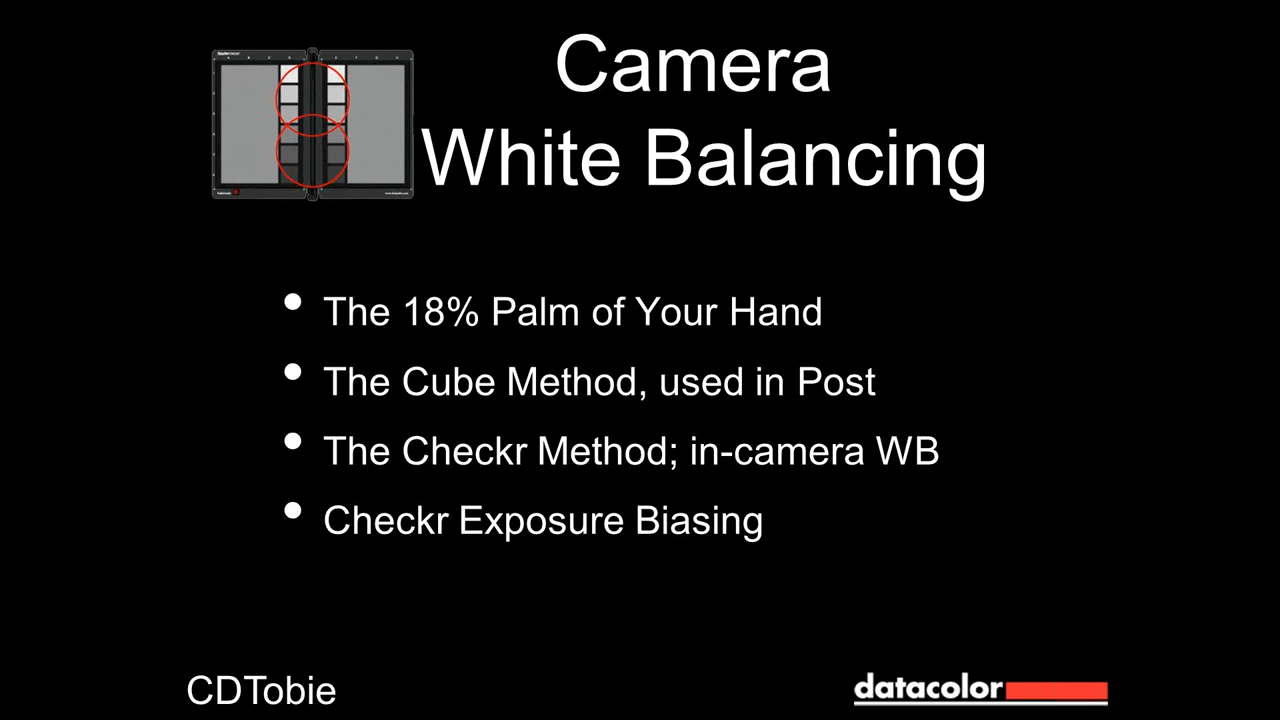 Camera
White Balancing
• The 18% Palm of Your Hand
• The Cube Method, used in Post
• The Checkr Method; in-camera WB
• Checkr Exposure Biasing
CDTobie
datacolor